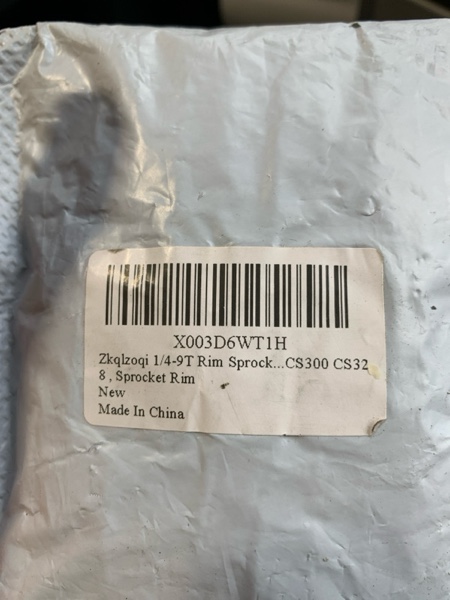 X003D6WT1H
Zkqlzoqi 1/4-9T Rim Sprock...CS300 CS32
8 , Sprocket Rim
New
Made In China